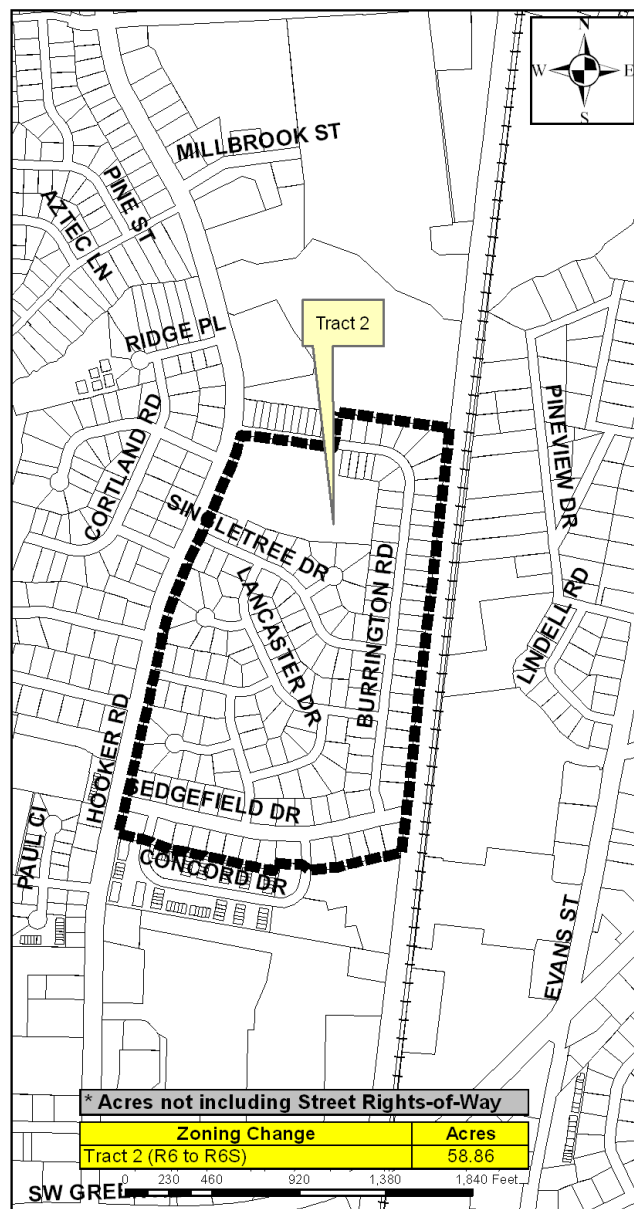 N
W E
S
MILLBROOK ST
PINE ST
AZTEC LN
RIDGE PL
Tract 2
CORTLAND RD
PINEVIEW DR
SINGLETREE DR
LANCASTER DR
BURRINGTON RD
LINDELL RD
HOOKER RD
SEDGEFIELD DR
PAUL CI
CONCORD DR
EVANS ST
* Acres not including Street Rights-of-Way
Zoning Change Acres
Tract 2 (R6 to R6S) 58.86
0 230 460 920 1,380 1,840 Feet
SW GREE